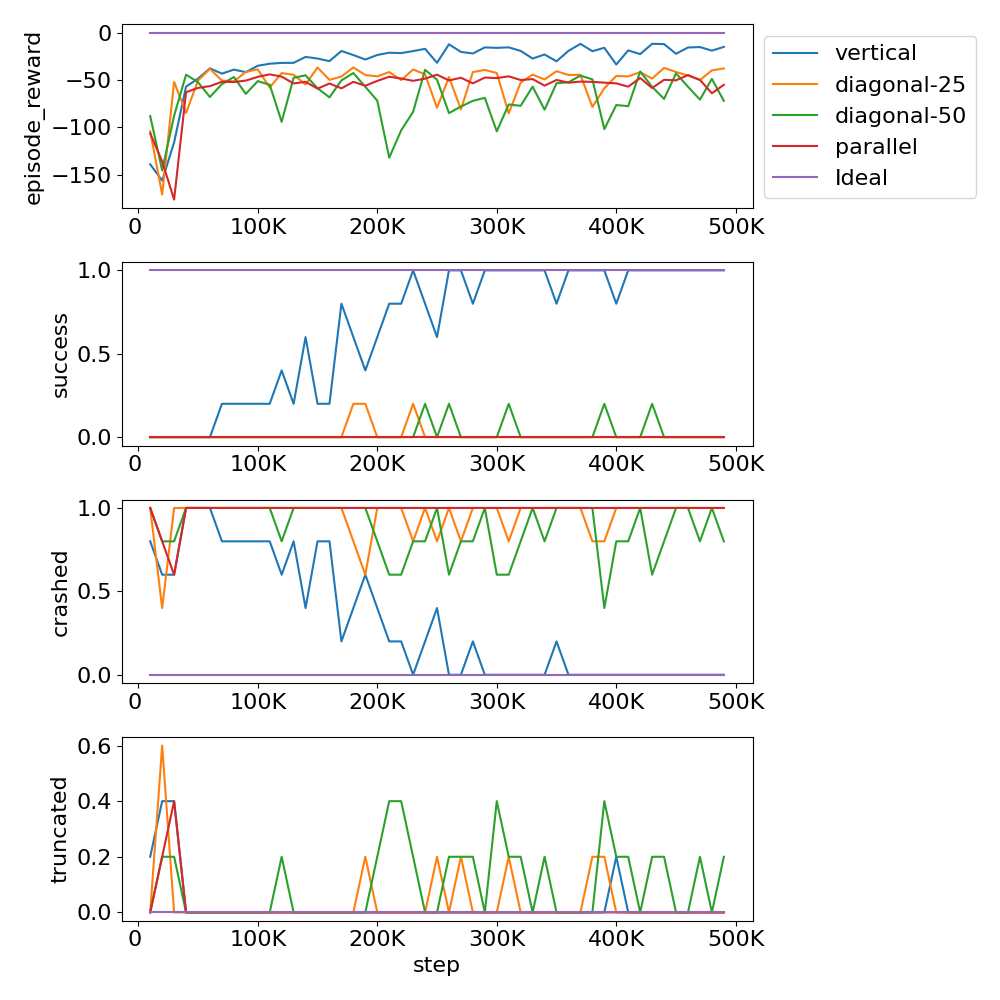 episode_reward
0
−50
−100
−150
0 100K 200K 300K 400K 500K
vertical
diagonal-25
diagonal-50
parallel
Ideal
success
1.0
0.5
0.0
0 100K 200K 300K 400K 500K
crashed
1.0
0.5
0.0
0 100K 200K 300K 400K 500K
truncated
0.6
0.4
0.2
0.0
0 100K 200K 300K 400K 500K
step